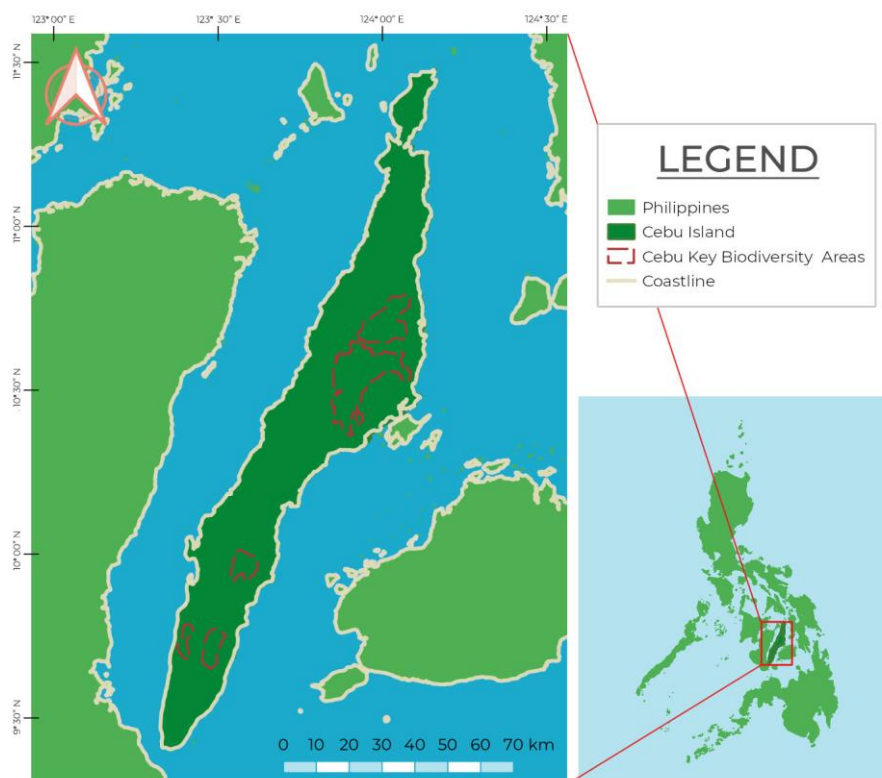 123° 00' E 123° 30' E 124° 00' E 124° 30' E
11° 30' N
11° 00' N
10° 30' N
10° 00' N
9° 30' N
LEGEND
Philippines
Cebu Island
Cebu Key Biodiversity Areas
Coastline
0 10 20 30 40 50 60 70 km